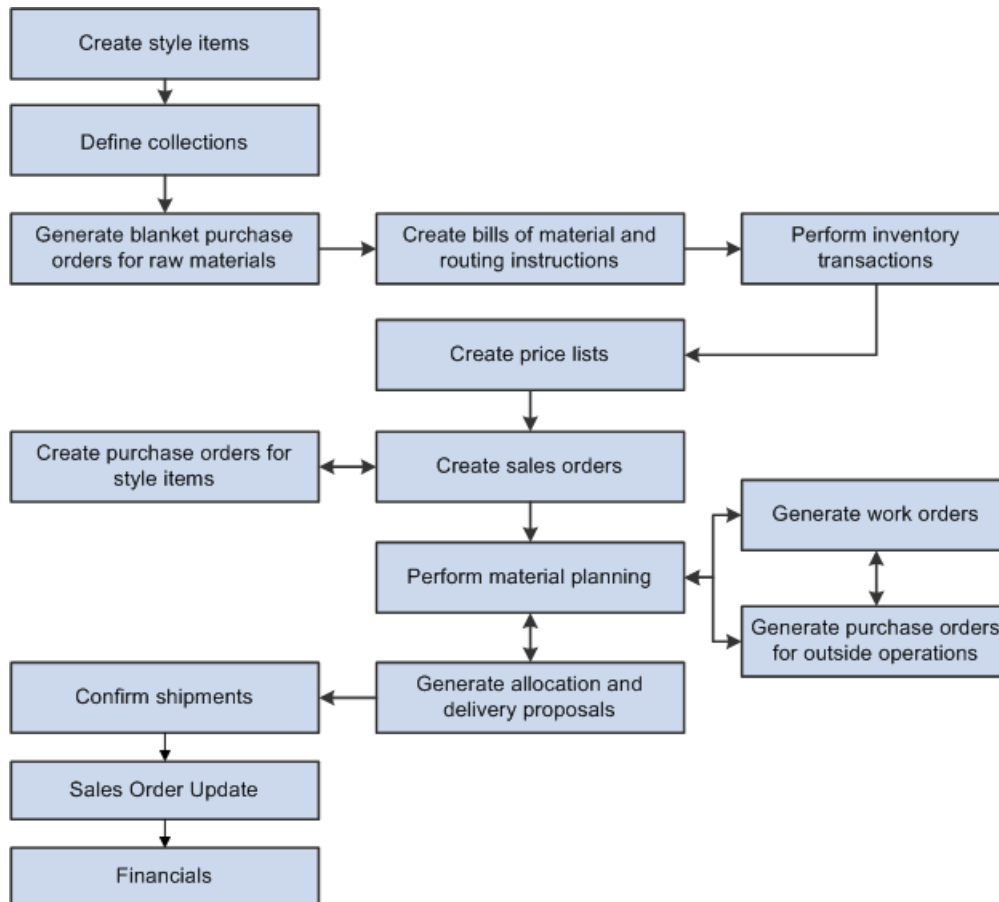 Create style items
Define collections
Generate blanket purchase
orders for raw materials
Create bills of material and
routing instructions
Perform inventory
transactions
Create price lists
Create purchase orders for
style items
Create sales orders
Generate work orders
Perform material planning
Generate purchase orders
for outside operations
Confirm shipments
Generate allocation and
delivery proposals
Sales Order Update
Financials